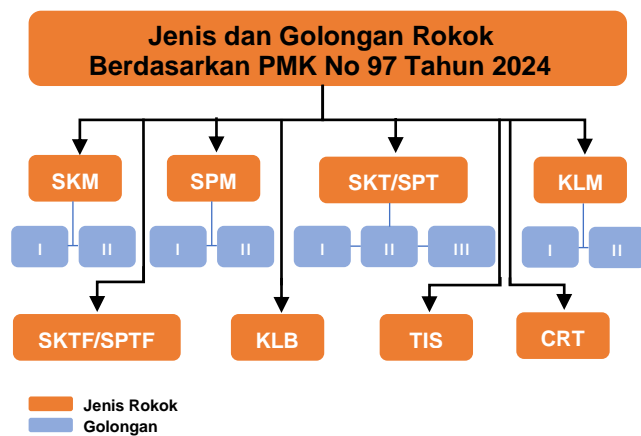 Jenis dan Golongan Rokok
Berdasarkan PMK No 97 Tahun 2024
SKM
SPM
SKT/SPT
KLM
I
II
I
II
I
II
III
I
II
SKTF/SPTF
KLB
TIS
CRT
Jenis Rokok
Golongan